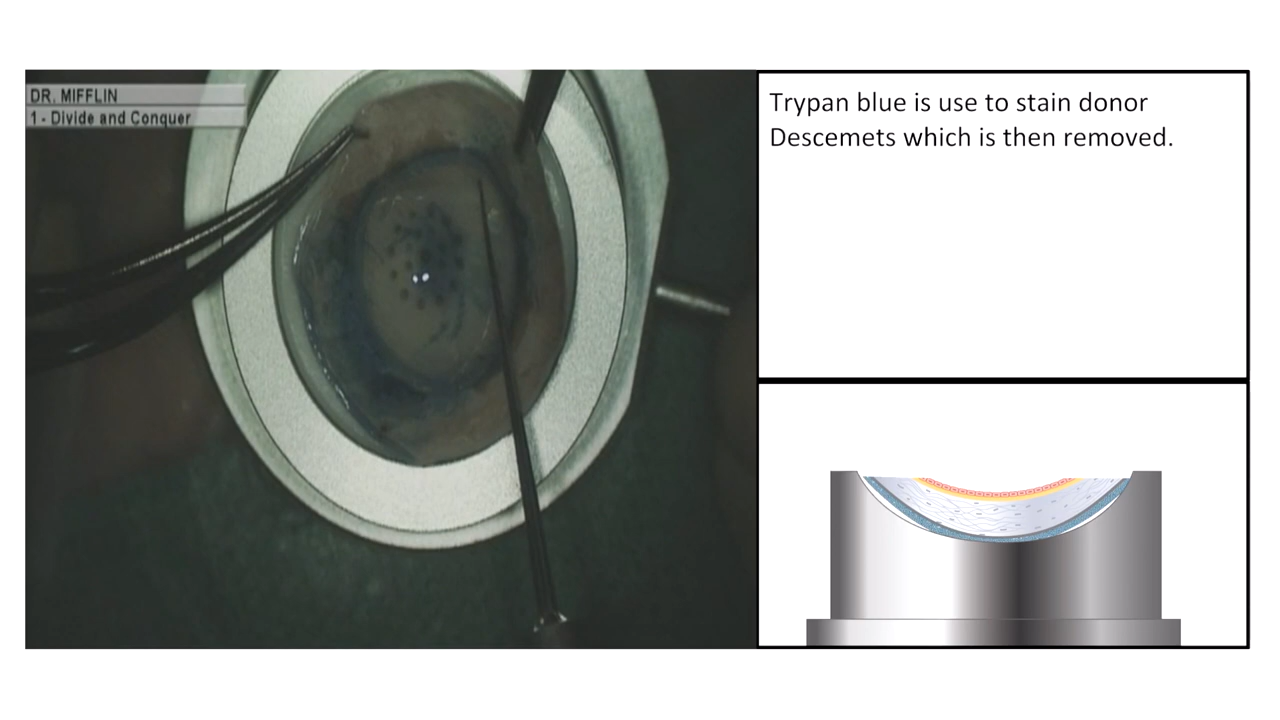 DR. MIFFLIN
1 - Divide and Conquer
Trypan blue is use to stain donor
Descemets which is then removed.